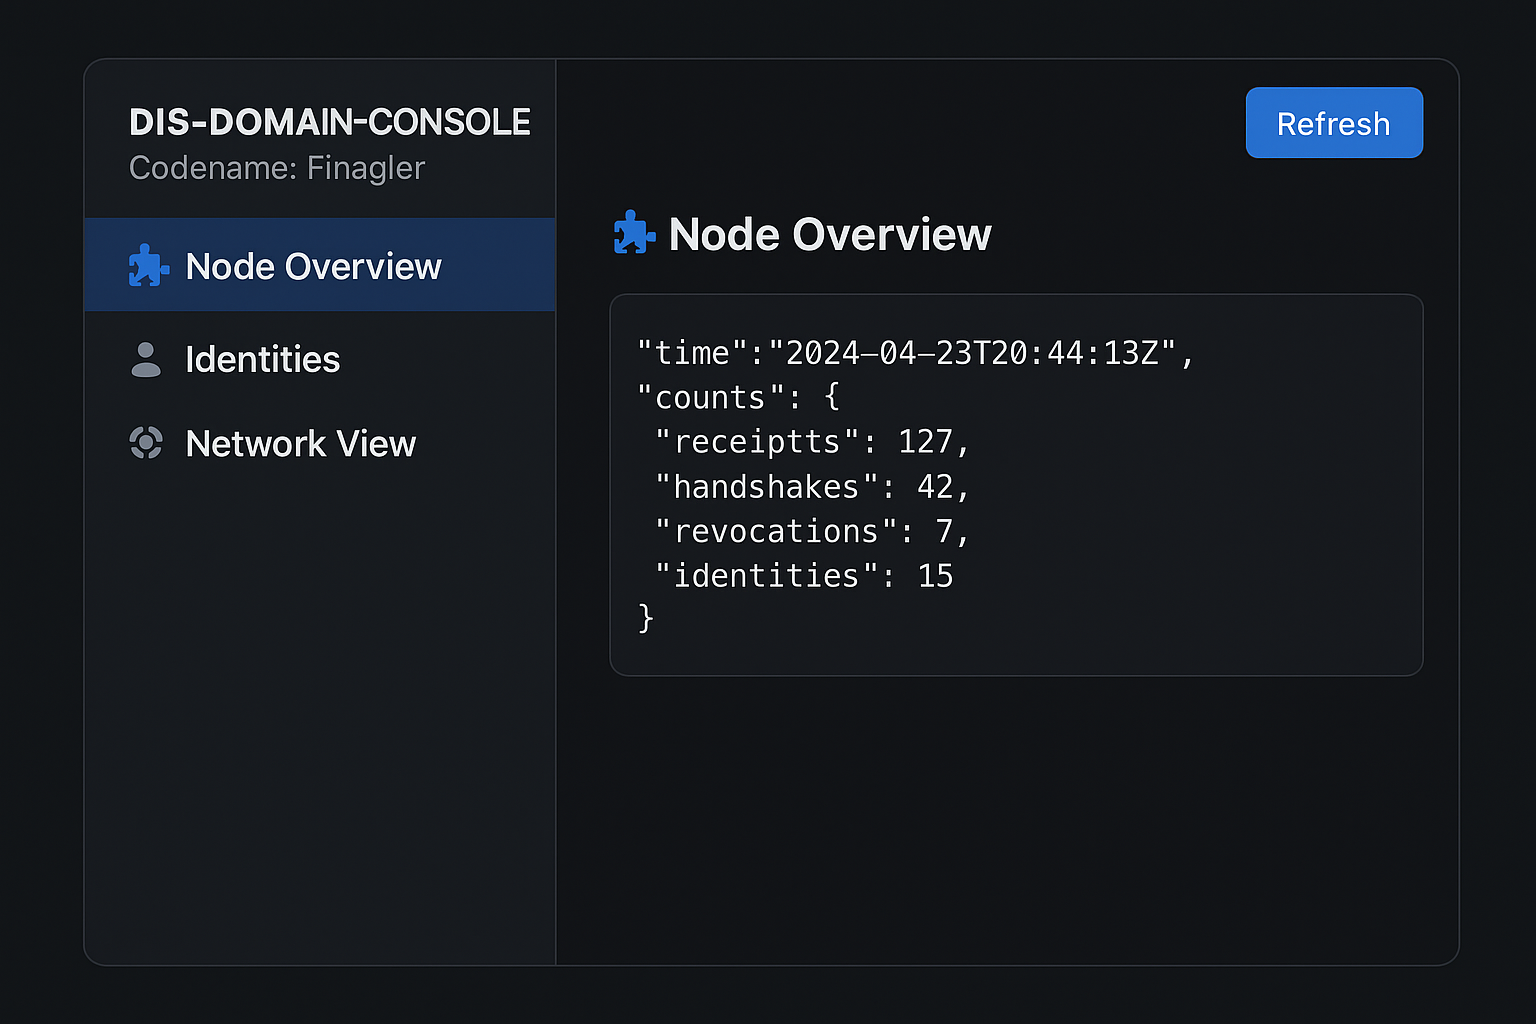 DIS-DOMAIN-CONSOLE
Codename: Finagler
Node Overview
Identities
Network View
Refresh
Node Overview
"time":"2024–04–23T20:44:13Z",
"counts": {
"receiptts": 127,
"handshakes": 42,
"revocations": 7,
"identities": 15
}